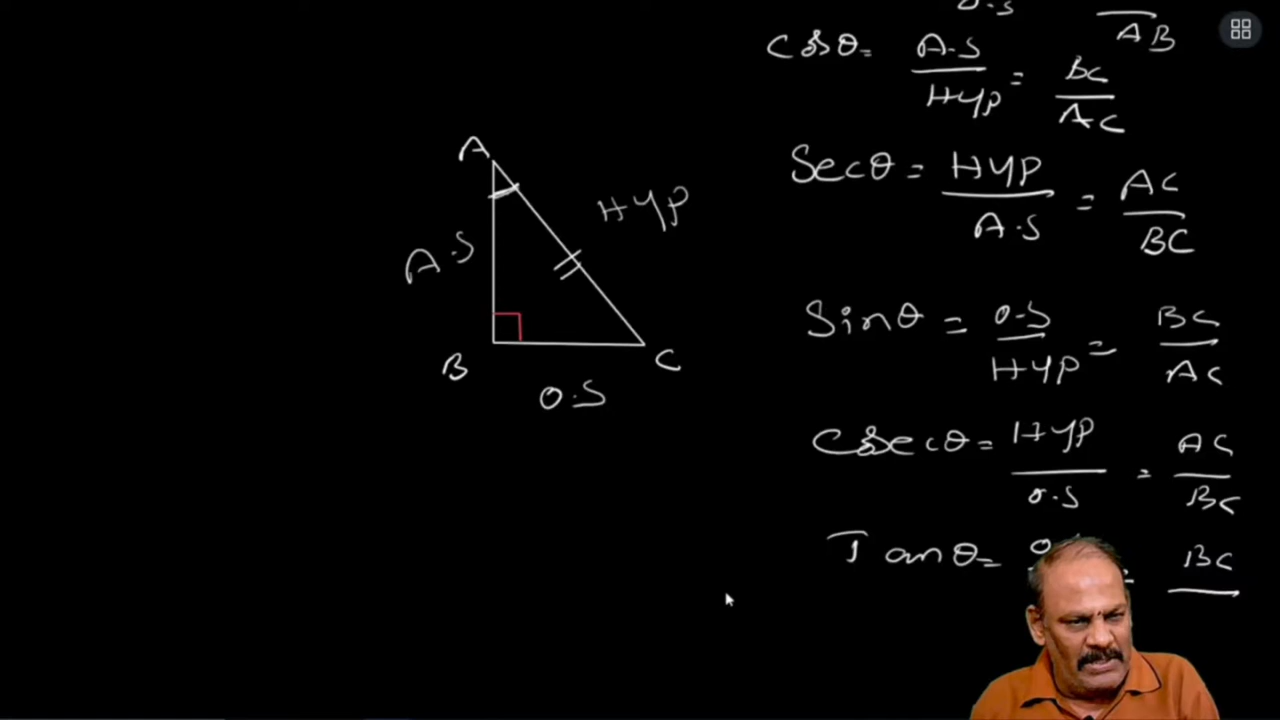 O.S AB
Cosθ = A.S/Hyp = BC/AC
Secθ = Hyp/A.S = AC/BC
Sinθ = O.S/Hyp = BC/AC
Cosecθ = Hyp/O.S = AC/BC
Tanθ = O = BC
A
Hyp
A.S
B C
O.S